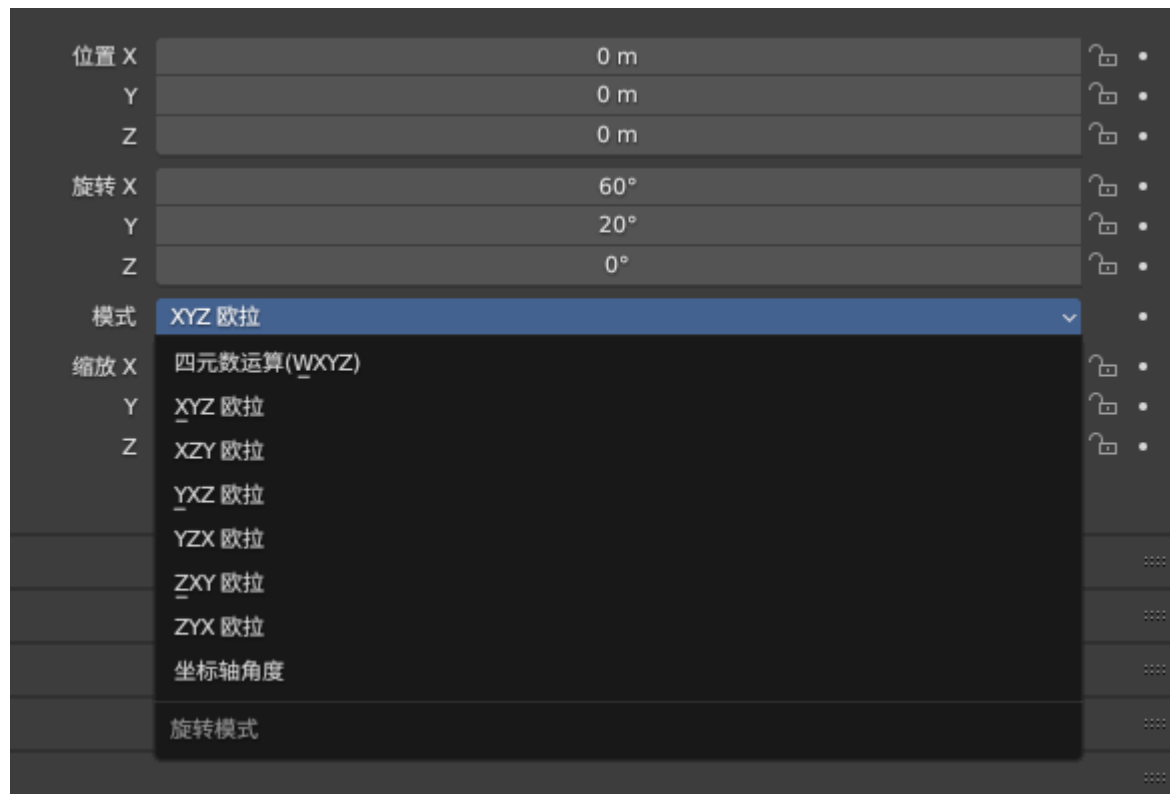 位置 X 0 m
Y 0 m
Z 0 m
旋转 X 60°
Y 20°
Z 0°
模式 XYZ 欧拉
缩放 X
Y
Z
四元数运算(WXYZ)
XYZ 欧拉
XZY 欧拉
YXZ 欧拉
YZX 欧拉
ZXY 欧拉
ZYX 欧拉
坐标轴角度
旋转模式